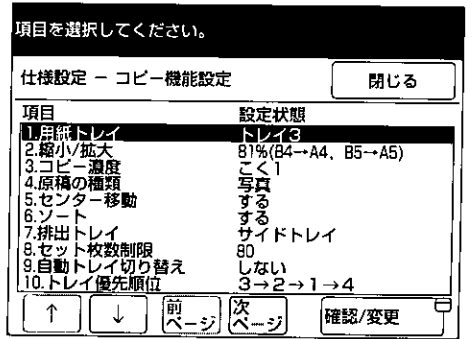 項目を選択してください。
仕様設定 － コピー機能設定 閉じる
項目 設定状態
1.用紙トレイ トレイ3
2.縮小/拡大 81%(B4→A4, B5→A5)
3.コピー濃度 こく1
4.原稿の種類 写真
5.センター移動 する
6.ソート する
7.排出トレイ サイドトレイ
8.セット枚数制限 80
9.自動トレイ切り替え しない
10.トレイ優先順位 3→2→1→4
↑ ↓ 前ページ 次ページ 確認/変更